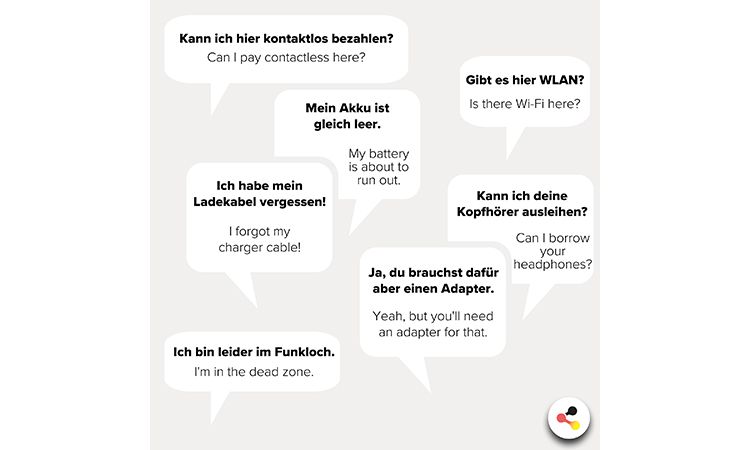 Kann ich hier kontaktlos bezahlen?
Can I pay contactless here?
Gibt es hier WLAN?
Is there Wi-Fi here?
Mein Akku ist
gleich leer.
My battery
is about to
run out.
Ich habe mein
Ladekabel vergessen!
I forgot my
charger cable!
Kann ich deine
Kopfhörer ausleihen?
Can I borrow
your
headphones?
Ja, du brauchst dafür
aber einen Adapter.
Yeah, but you'll need
an adapter for that.
Ich bin leider im Funkloch.
I'm in the dead zone.